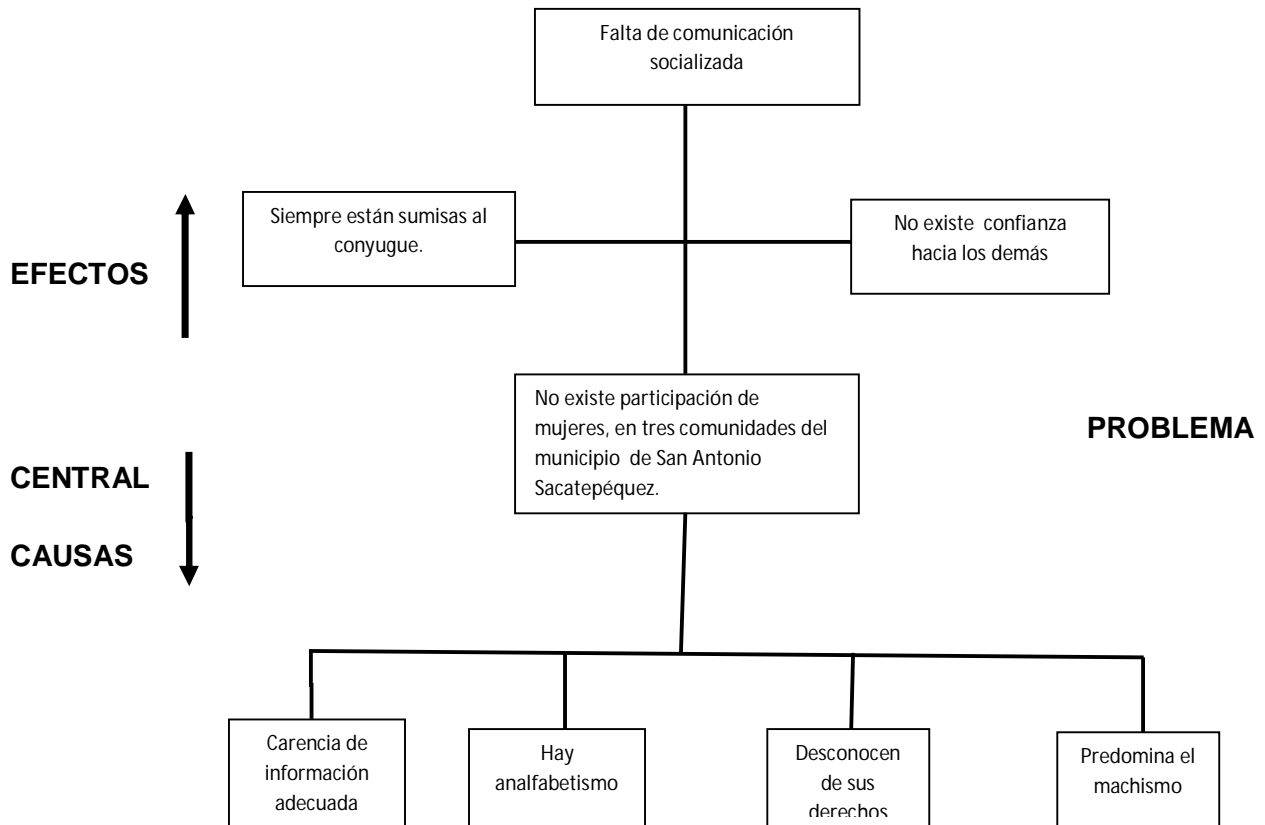 Falta de comunicación
socializada
Siempre están sumisas al
conyugue.
No existe confianza
hacia los demás
EFECTOS
No existe participación de
mujeres, en tres comunidades del
municipio de San Antonio
Sacatepéquez.
PROBLEMA
CENTRAL
CAUSAS
Carencia de
información
adecuada
Hay
analfabetismo
Desconocen
de sus
derechos
Predomina el
machismo